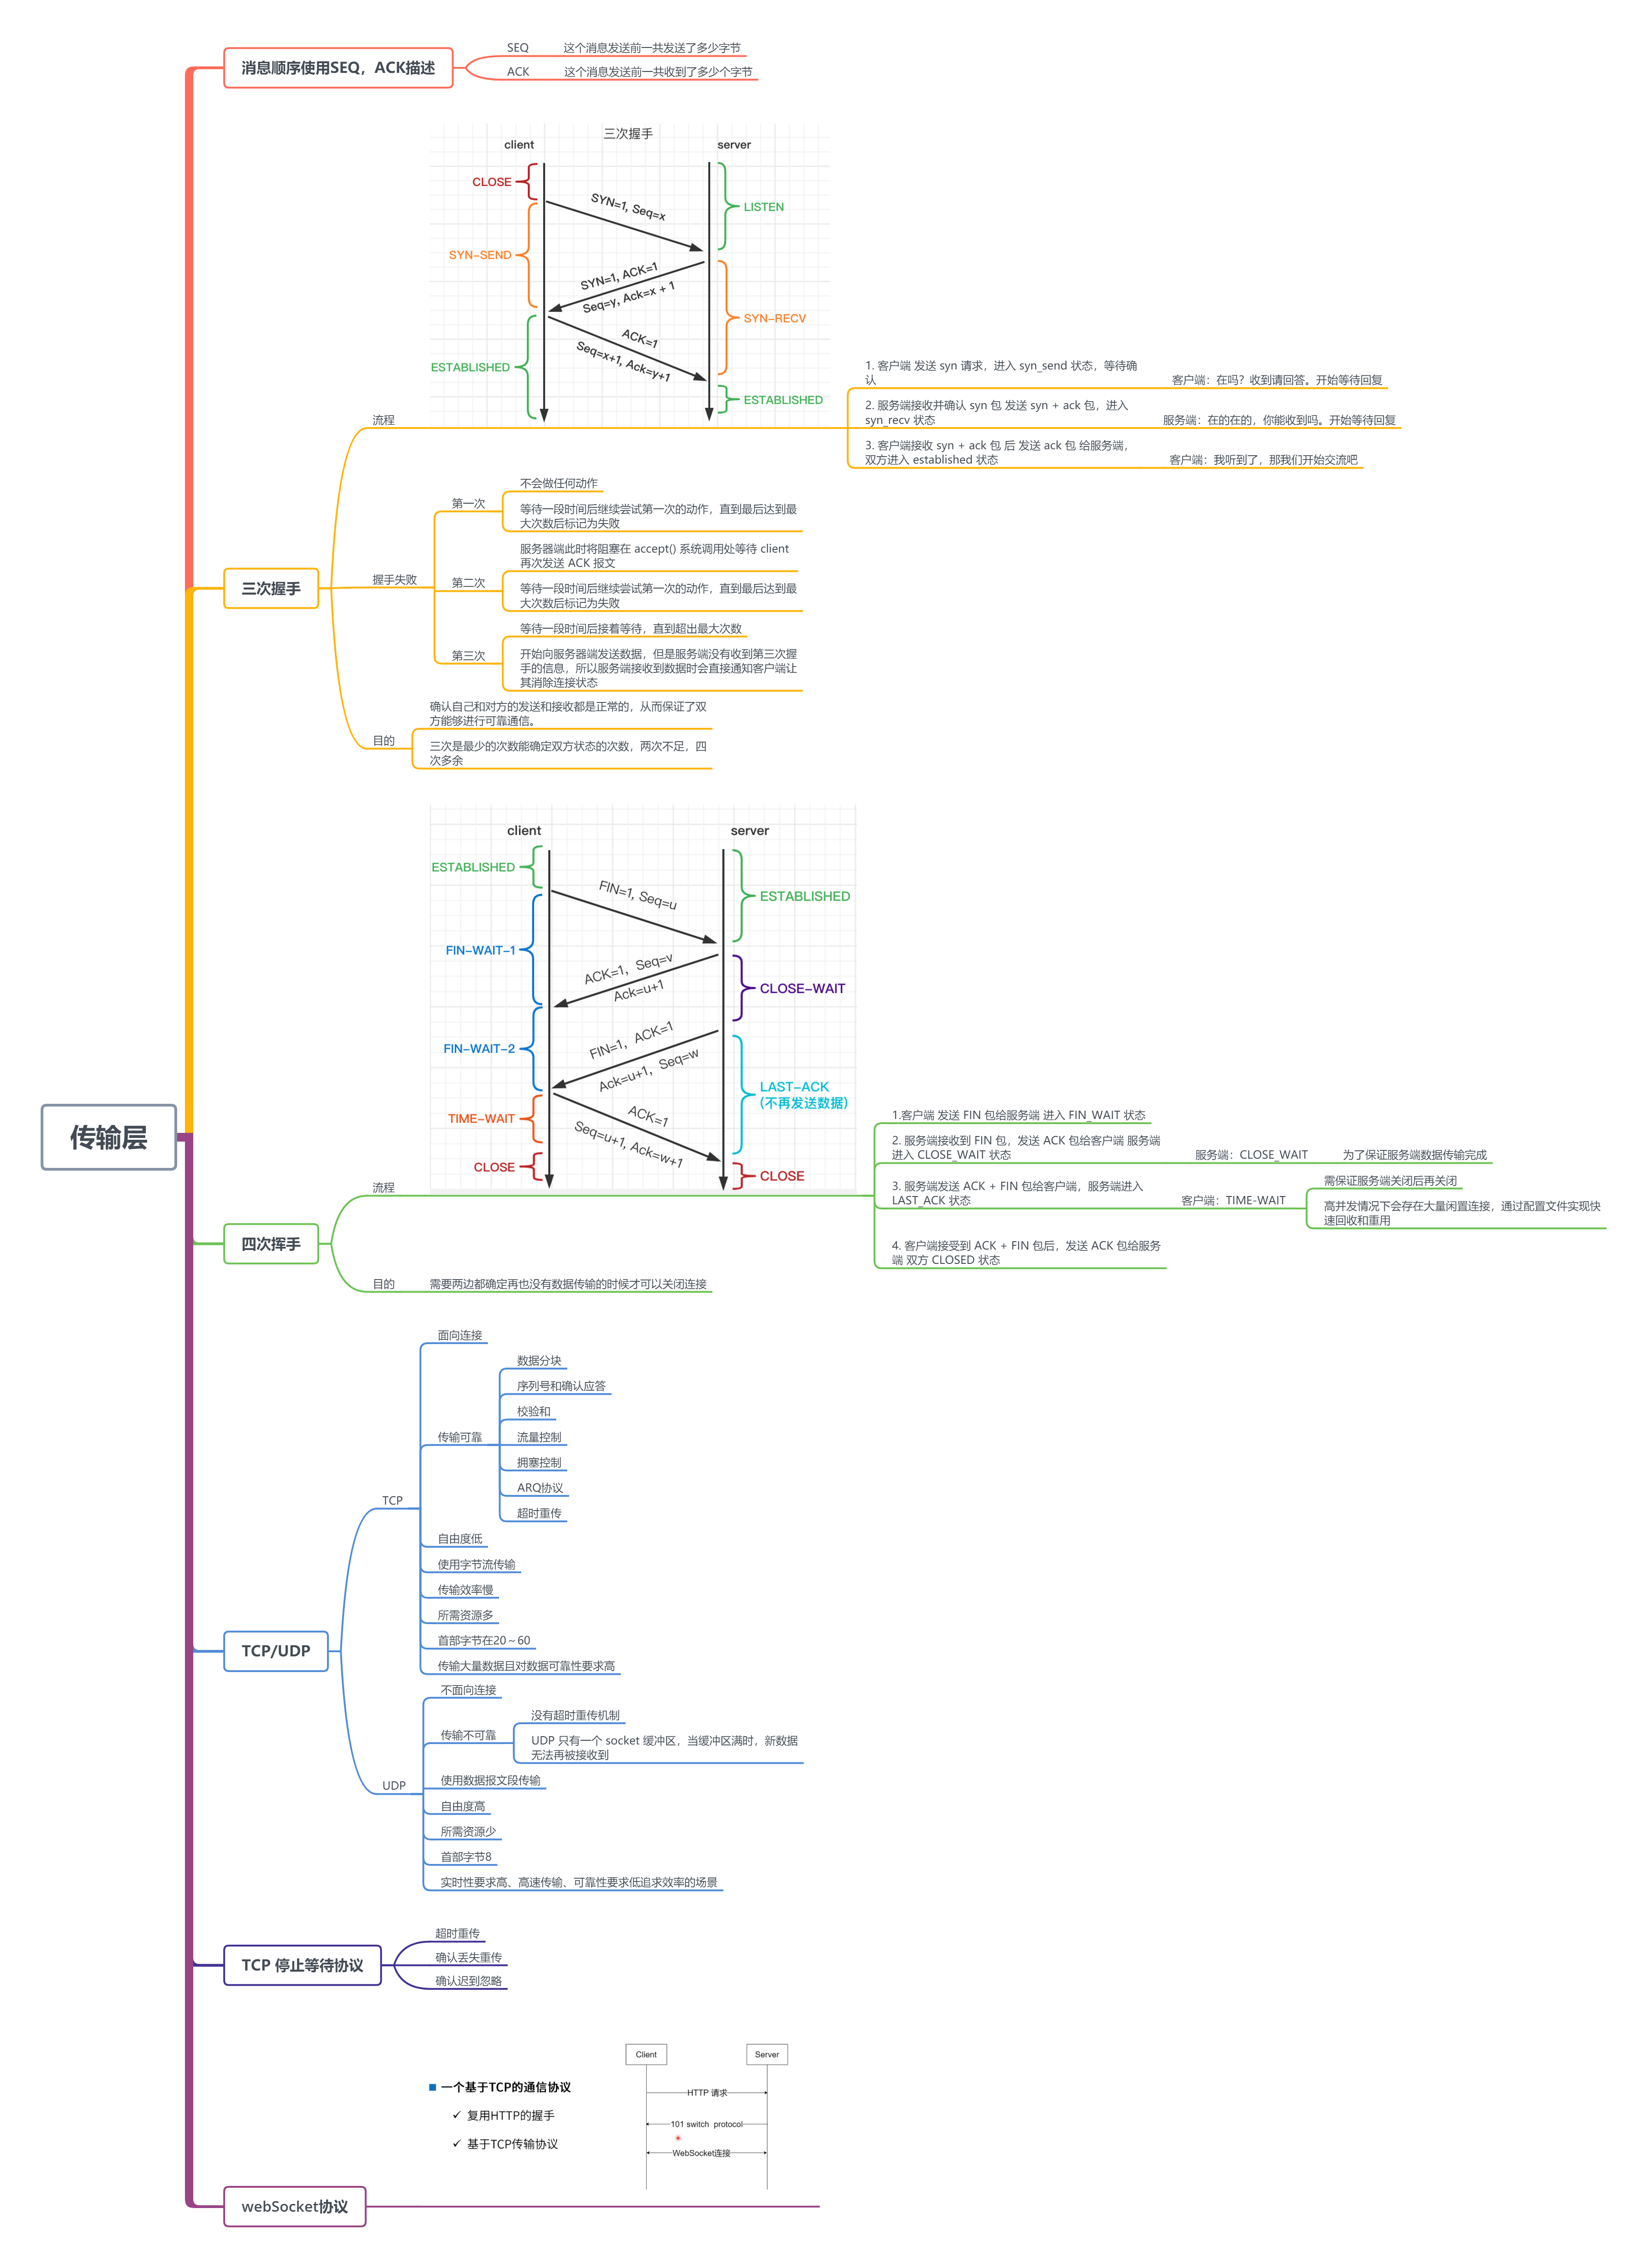 传输层
消息顺序使用SEQ，ACK描述
SEQ
这个消息发送前一共发送了多少字节
ACK
这个消息发送前一共收到了多少个字节
三次握手
流程
三次握手
client
server
CLOSE
SYN-SEND
ESTABLISHED
SYN=1, Seq=x
SYN=1, ACK=1
Seq=y, Ack=x + 1
ACK=1
Seq=x+1, Ack=y+1
LISTEN
SYN-RECV
ESTABLISHED
1. 客户端 发送 syn 请求，进入 syn_send 状态，等待确
认
客户端：在吗？收到请回答。开始等待回复
2. 服务端接收并确认 syn 包 发送 syn + ack 包，进入
syn_recv 状态
服务端：在的在的，你能收到吗。开始等待回复
3. 客户端接收 syn + ack 包 后 发送 ack 包 给服务端，
双方进入 established 状态
客户端：我听到了，那我们开始交流吧
握手失败
第一次
不会做任何动作
等待一段时间后继续尝试第一次的动作，直到最后达到最
大次数后标记为失败
第二次
服务器端此时将阻塞在 accept() 系统调用处等待 client
再次发送 ACK 报文
等待一段时间后继续尝试第一次的动作，直到最后达到最
大次数后标记为失败
第三次
等待一段时间后接着等待，直到超出最大次数
开始向服务器端发送数据，但是服务端没有收到第三次握
手的信息，所以服务端接收到数据时会直接通知客户端让
其消除连接状态
目的
确认自己和对方的发送和接收都是正常的，从而保证了双
方能够进行可靠通信。
三次是最少的次数能确定双方状态的次数，两次不足，四
次多余
四次挥手
流程
client
server
ESTABLISHED
FIN-WAIT-1
FIN-WAIT-2
TIME-WAIT
CLOSE
FIN=1, Seq=u
ACK=1, Seq=v
Ack=u+1
FIN=1, ACK=1
Ack=u+1, Seq=w
ACK=1
Seq=u+1, Ack=w+1
ESTABLISHED
CLOSE-WAIT
LAST-ACK
(不再发送数据)
CLOSE
1.客户端 发送 FIN 包给服务端 进入 FIN_WAIT 状态
2. 服务端接收到 FIN 包，发送 ACK 包给客户端 服务端
进入 CLOSE_WAIT 状态
服务端：CLOSE_WAIT
为了保证服务端数据传输完成
3. 服务端发送 ACK + FIN 包给客户端，服务端进入
LAST_ACK 状态
客户端：TIME-WAIT
需保证服务端关闭后再关闭
高并发情况下会存在大量闲置连接，通过配置文件实现快
速回收和重用
4. 客户端接受到 ACK + FIN 包后，发送 ACK 包给服务
端 双方 CLOSED 状态
目的
需要两边都确定再也没有数据传输的时候才可以关闭连接
TCP/UDP
TCP
面向连接
传输可靠
数据分块
序列号和确认应答
校验和
流量控制
拥塞控制
ARQ协议
超时重传
自由度低
使用字节流传输
传输效率慢
所需资源多
首部字节在20～60
传输大量数据且对数据可靠性要求高
UDP
不面向连接
传输不可靠
没有超时重传机制
UDP 只有一个 socket 缓冲区，当缓冲区满时，新数据
无法再被接收到
使用数据报文段传输
自由度高
所需资源少
首部字节8
实时性要求高、高速传输、可靠性要求低追求效率的场景
TCP 停止等待协议
超时重传
确认丢失重传
确认迟到忽略
webSocket协议
一个基于TCP的通信协议
复用HTTP的握手
基于TCP传输协议
Client
Server
HTTP 请求
101 switch protocol
WebSocket连接